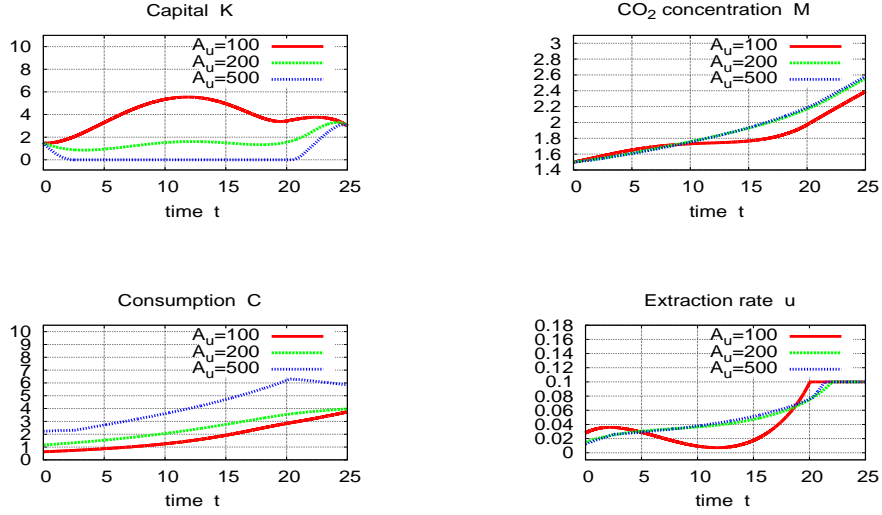 Capital K
A_u=100
A_u=200
A_u=500
10
8
6
4
2
0
0 5 10 15 20 25
time t
CO₂ concentration M
A_u=100
A_u=200
A_u=500
3
2.8
2.6
2.4
2.2
2
1.8
1.6
1.4
0 5 10 15 20 25
time t
Consumption C
A_u=100
A_u=200
A_u=500
10
9
8
7
6
5
4
3
2
1
0
0 5 10 15 20 25
time t
Extraction rate u
A_u=100
A_u=200
A_u=500
0.18
0.16
0.14
0.12
0.1
0.08
0.06
0.04
0.02
0
0 5 10 15 20 25
time t